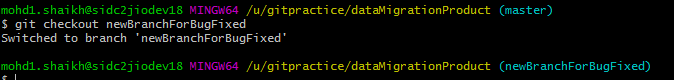 mohd1.shaikh@sidc2jiodev18 MINGW64 /u/gitpractice/dataMigrationProduct (master)
$ git checkout newBranchForBugFixed
Switched to branch 'newBranchForBugFixed'
mohd1.shaikh@sidc2jiodev18 MINGW64 /u/gitpractice/dataMigrationProduct (newBranchForBugFixed)
$